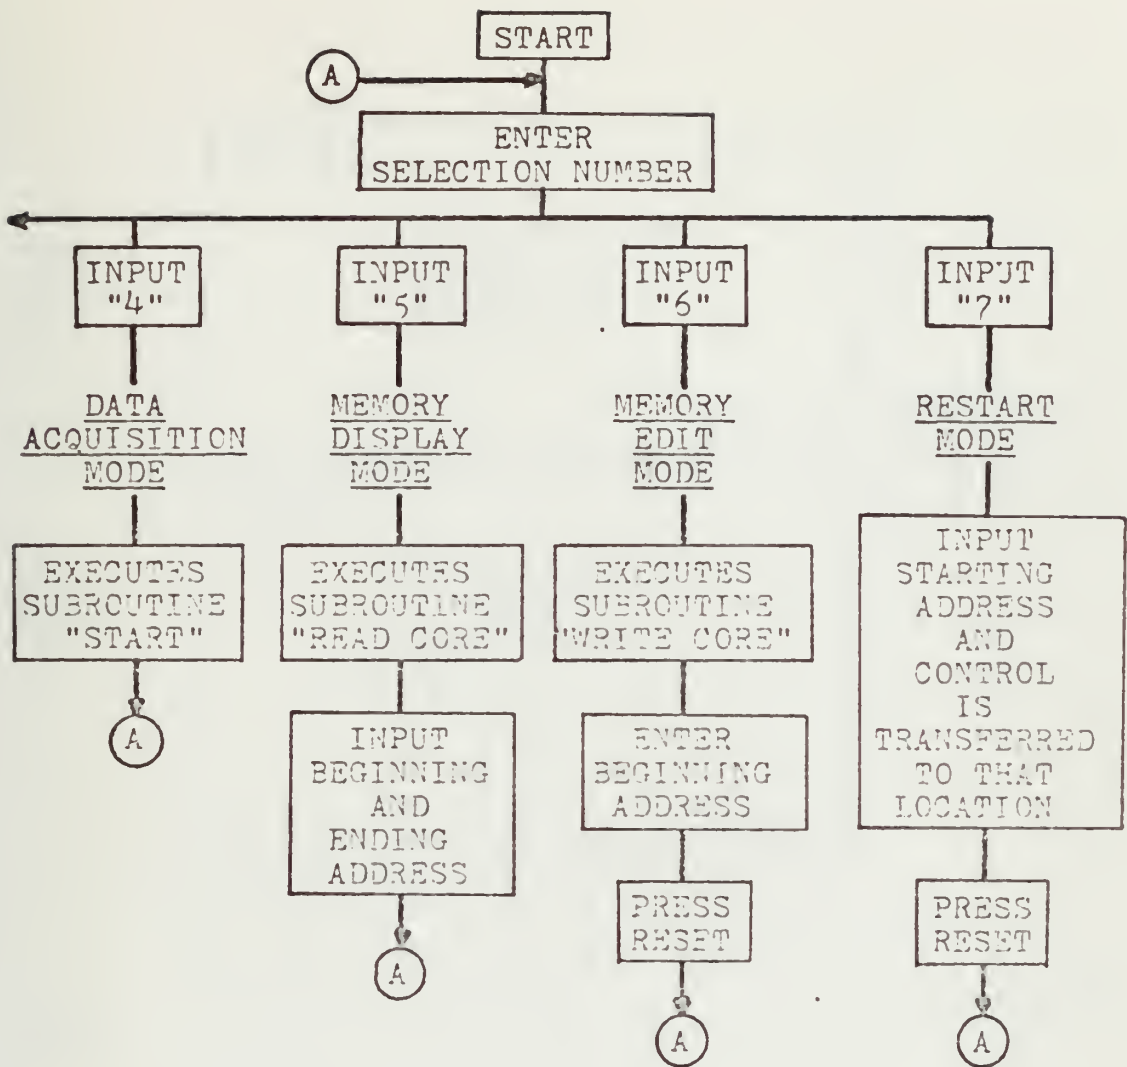 START
A
ENTER
SELECTION NUMBER
INPUT
"4"
DATA
ACQUISITION
MODE
EXECUTES
SUBROUTINE
"START"
A
INPUT
"5"
MEMORY
DISPLAY
MODE
EXECUTES
SUBROUTINE
"READ CORE"
INPUT
BEGINNING
AND
ENDING
ADDRESS
A
INPUT
"6"
MEMORY
EDIT
MODE
EXECUTES
SUBROUTINE
"WRITE CORE"
ENTER
BEGINNING
ADDRESS
PRESS
RESET
A
INPUT
"7"
RESTART
MODE
INPUT
STARTING
ADDRESS
AND
CONTROL
IS
TRANSFERRED
TO THAT
LOCATION
PRESS
RESET
A